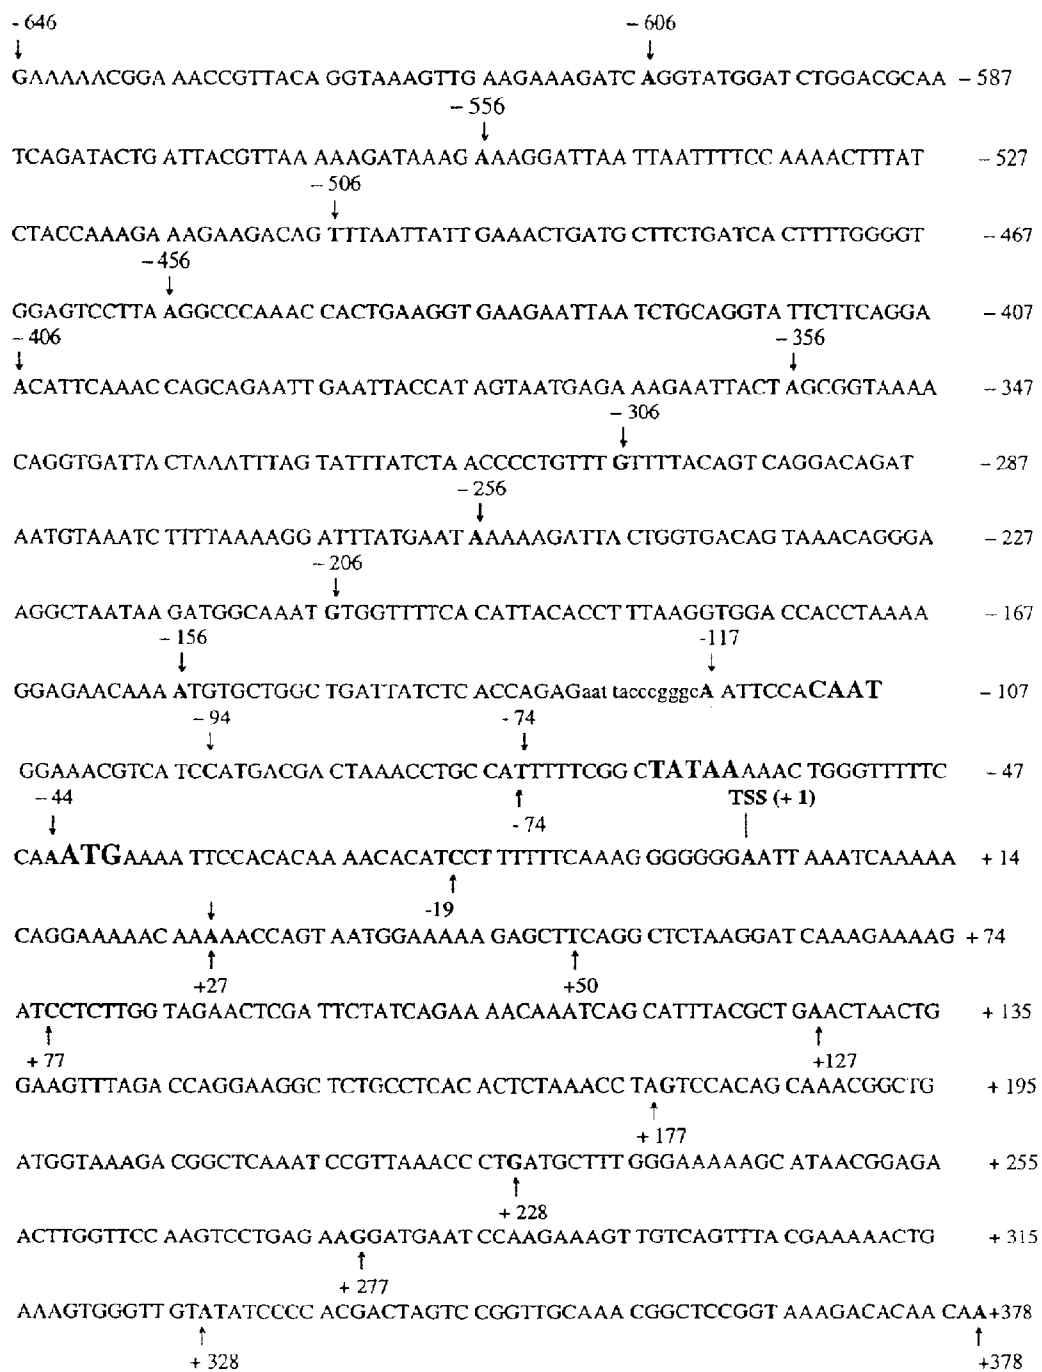 - 646 – 606
GAAAAACGGA AACCGTTACA GGTAAAGTTG AAGAAAGATC AGGTATGGAT CTGGACGCAA – 587
– 556
TCAGATACTG ATTACGTTAA AAAGATAAAG AAAGGATTAA TTAATTTTCC AAAACTTTAT – 527
– 506
CTACCAAAGA AAGAAGACAG TTTAATTATT GAAACTGATG CTTCTGATCA CTTTTGGGGT – 467
– 456
GGAGTCCTTA AGGCCCAAAC CACTGAAGGT GAAGAATTAA TCTGCAGGTA TTCTTCAGGA – 407
– 406 – 356
ACATTCAAAC CAGCAGAATT GAATTACCAT AGTAATGAGA AAGAATTACT AGCGGTAAAA – 347
– 306
CAGGTGATTA CTAAATTTAG TATTTATCTA ACCCCTGTTT GTTTTACAGT CAGGACAGAT – 287
– 256
AATGTAAATC TTTTAAAAGG ATTTATGAAT AAAAAGATTA CTGGTGACAG TAAACAGGGA – 227
– 206
AGGCTAATAA GATGGCAAAT GTGGTTTTCA CATTACACCT TTAAGGTGGA CCACCTAAAA – 167
– 156 -117
GGAGAACAAA ATGTGCTGGC TGATTATCTC ACCAGAGaat tacccgggcA ATTCCACAAT – 107
– 94 - 74
GGAAACGTCA TCCATGACGA CTAAACCTGC CATTTTTCGGC TATAAAAAC TGGGTTTTTC – 47
– 44 - 74 TSS (+ 1)
CAAATGAAAA TTCCACACAA AACACATCCT TTTTTCAAAG GGGGGGAATT AAATCAAAAA + 14
-19
CAGGAAAAAC AAAAACCAGT AATGGAAAAA GAGCTTCAGG CTCTAAGGAT CAAAGAAAAG + 74
+27 +50
ATCCTCTTGG TAGAACTCGA TTCTATCAGAA AACAAATCAG CATTTACGCT GAACTAACTG + 135
+ 77 +127
GAAGTTTAGA CCAGGAAGGC TCTGCCTCAC ACTCTAAACC TAGTCCACAG CAAACGGCTG + 195
+ 177
ATGGTAAAGA CGGCTCAAAT CCGTTAAACC CTGATGCTTT GGGAAAAAGC ATAACGGAGA + 255
+ 228
ACTTGGTTCC AAGTCCTGAG AAGGATGAAT CCAAGAAAGT TGTCAGTTTA CGAAAAACTG + 315
+ 277
AAAGTGGGTT GTATATCCCC ACGACTAGTC CGGTTGCAAA CGGCTCCGGT AAAGACACAA CAA +378
+ 328 +378